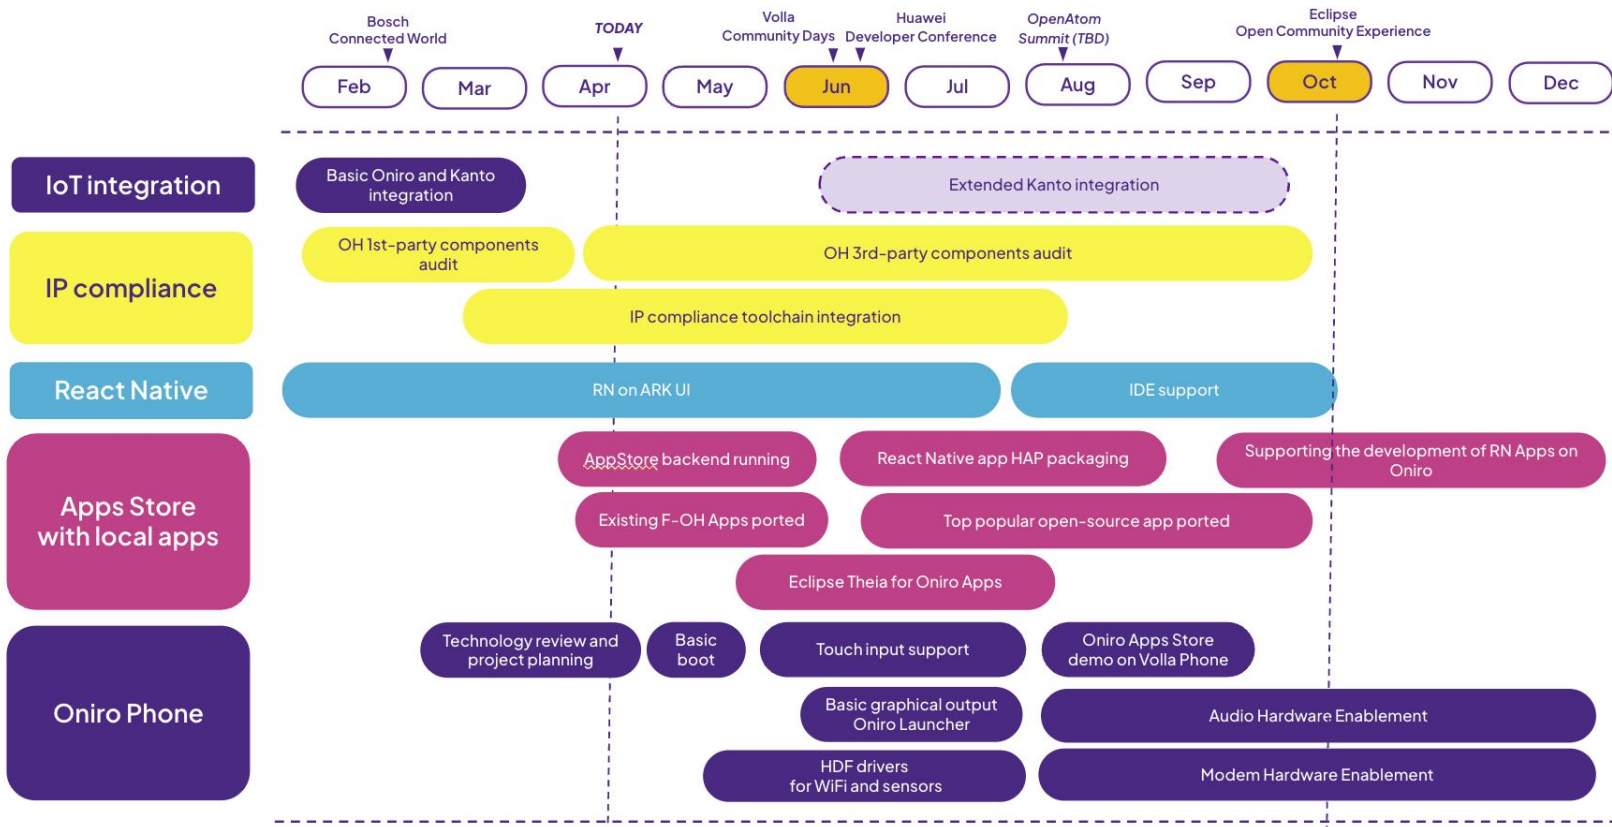 Bosch
Connected World
TODAY
Volla
Community Days
Huawei
Developer Conference
OpenAtom
Summit (TBD)
Eclipse
Open Community Experience
Feb
Mar
Apr
May
Jun
Jul
Aug
Sep
Oct
Nov
Dec
IoT integration
Basic Oniro and Kanto
integration
Extended Kanto integration
IP compliance
OH 1st-party components
audit
OH 3rd-party components audit
IP compliance toolchain integration
React Native
RN on ARK UI
IDE support
Apps Store
with local apps
AppStore backend running
React Native app HAP packaging
Supporting the development of RN Apps on
Oniro
Existing F-OH Apps ported
Top popular open-source app ported
Eclipse Theia for Oniro Apps
Oniro Phone
Technology review and
project planning
Basic
boot
Touch input support
Oniro Apps Store
demo on Volla Phone
Basic graphical output
Oniro Launcher
Audio Hardware Enablement
HDF drivers
for WiFi and sensors
Modem Hardware Enablement